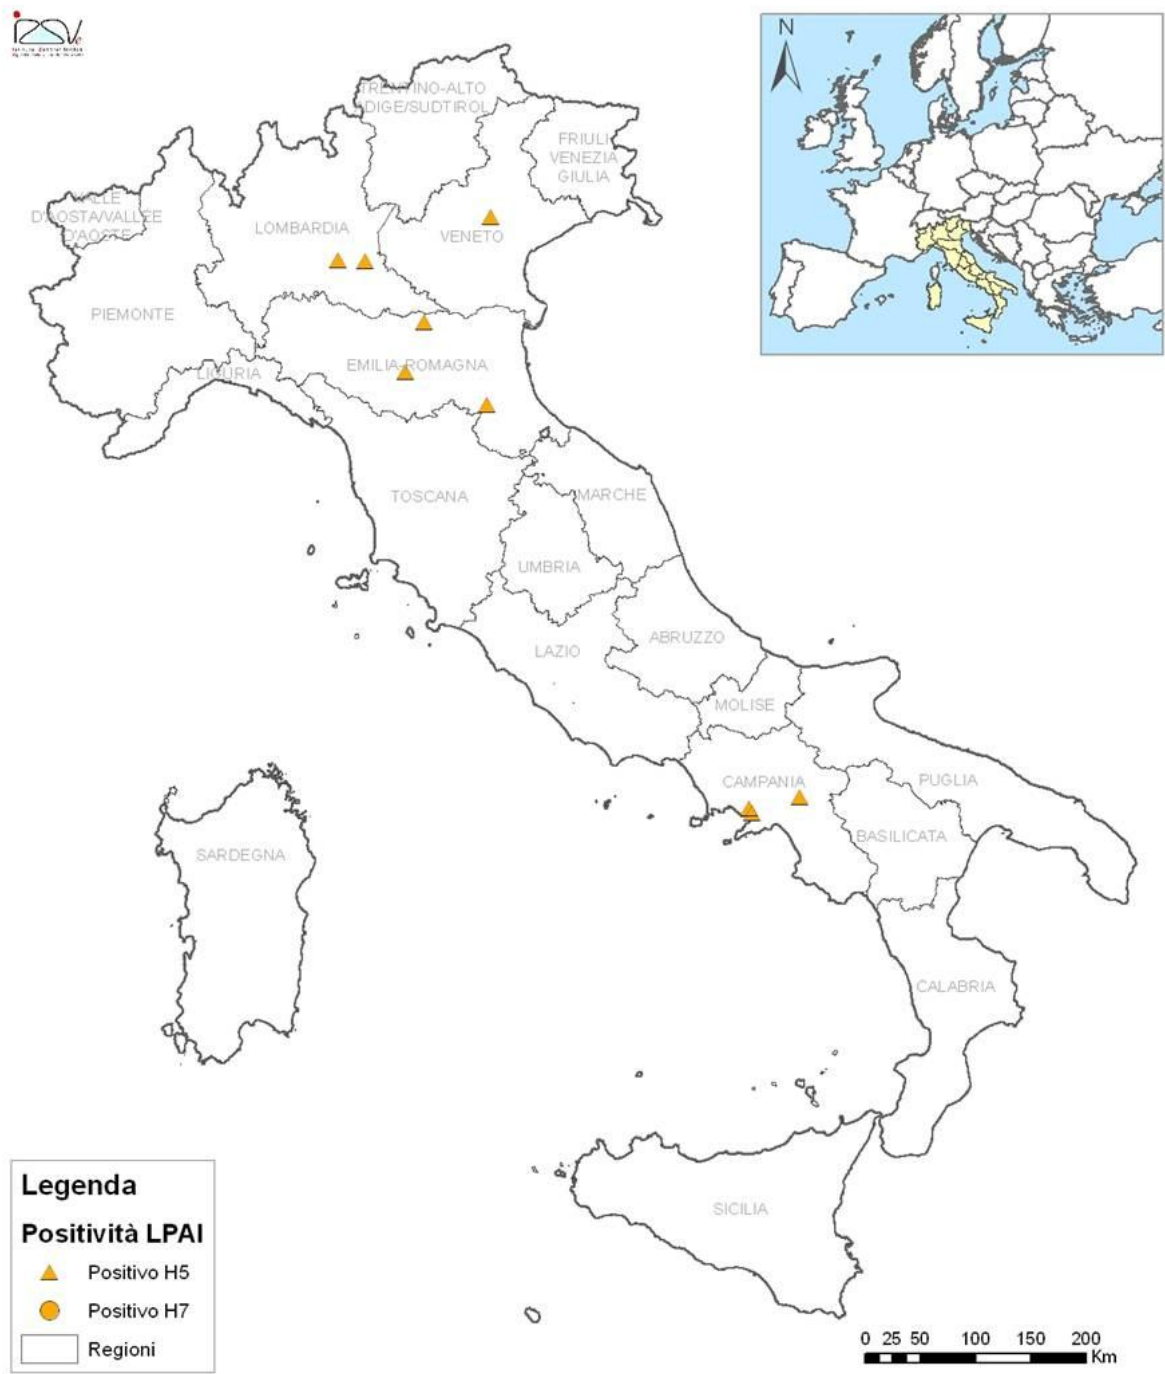 N
TRENTINO-ALTO
ADIGE/SUDTIROL
FRIULI
VENEZIA
GIULIA
VALLE
D'AOSTA/VALLÉE
D'AOSTE
LOMBARDIA
VENETO
PIEMONTE
EMILIA-ROMAGNA
LIGURIA
TOSCANA
MARCHE
UMBRIA
ABRUZZO
LAZIO
MOLISE
CAMPANIA
PUGLIA
BASILICATA
SARDEGNA
CALABRIA
SICILIA
Legenda
Positività LPAI
Positivo H5
Positivo H7
Regioni
0 25 50 100 150 200
Km